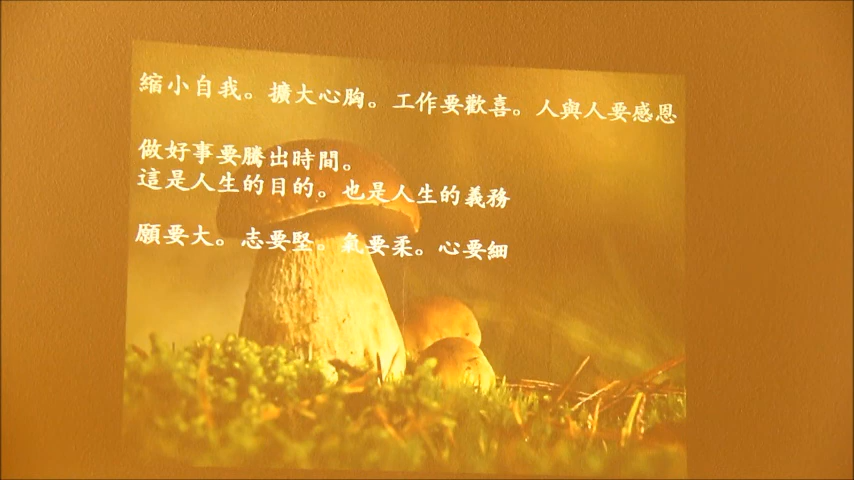 縮小自我。擴大心胸。工作要歡喜。人與人要感恩
做好事要騰出時間。
這是人生的目的。也是人生的義務
願要大。志要堅。氣要柔。心要細